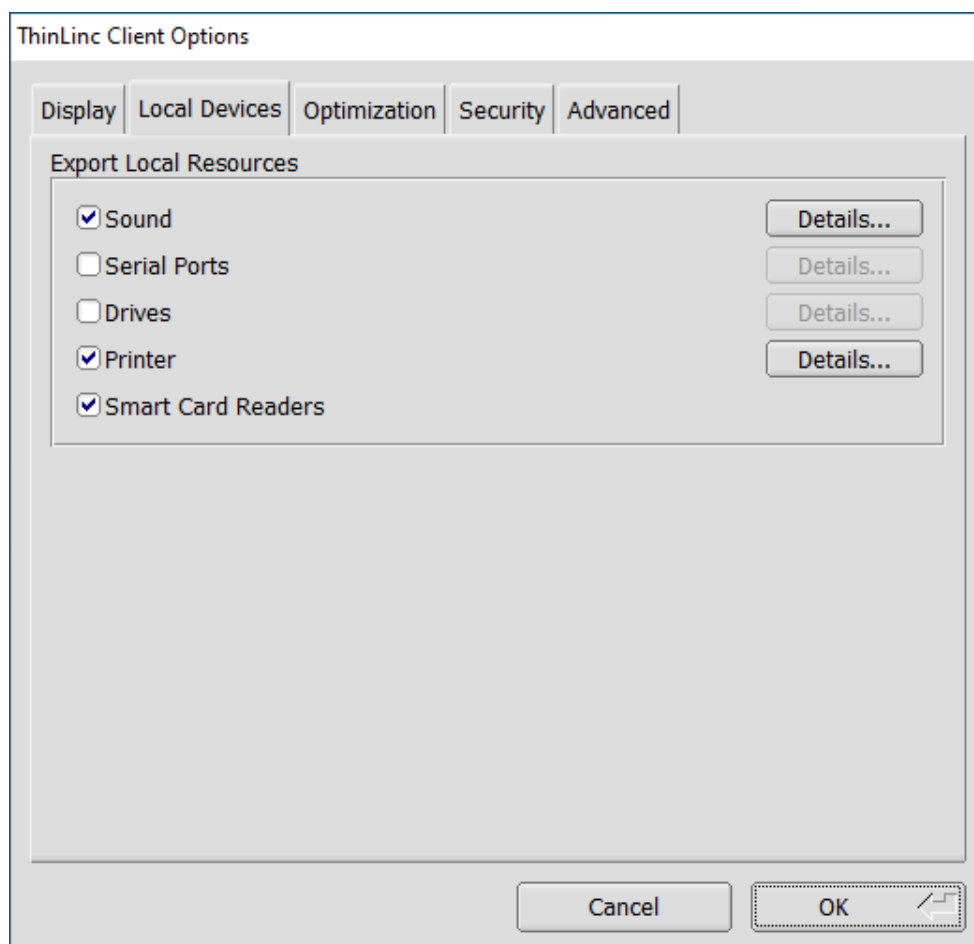 ThinLinc Client Options
Display Local Devices Optimization Security Advanced
Export Local Resources
Sound Details...
Serial Ports Details...
Drives Details...
Printer Details...
Smart Card Readers
Cancel OK